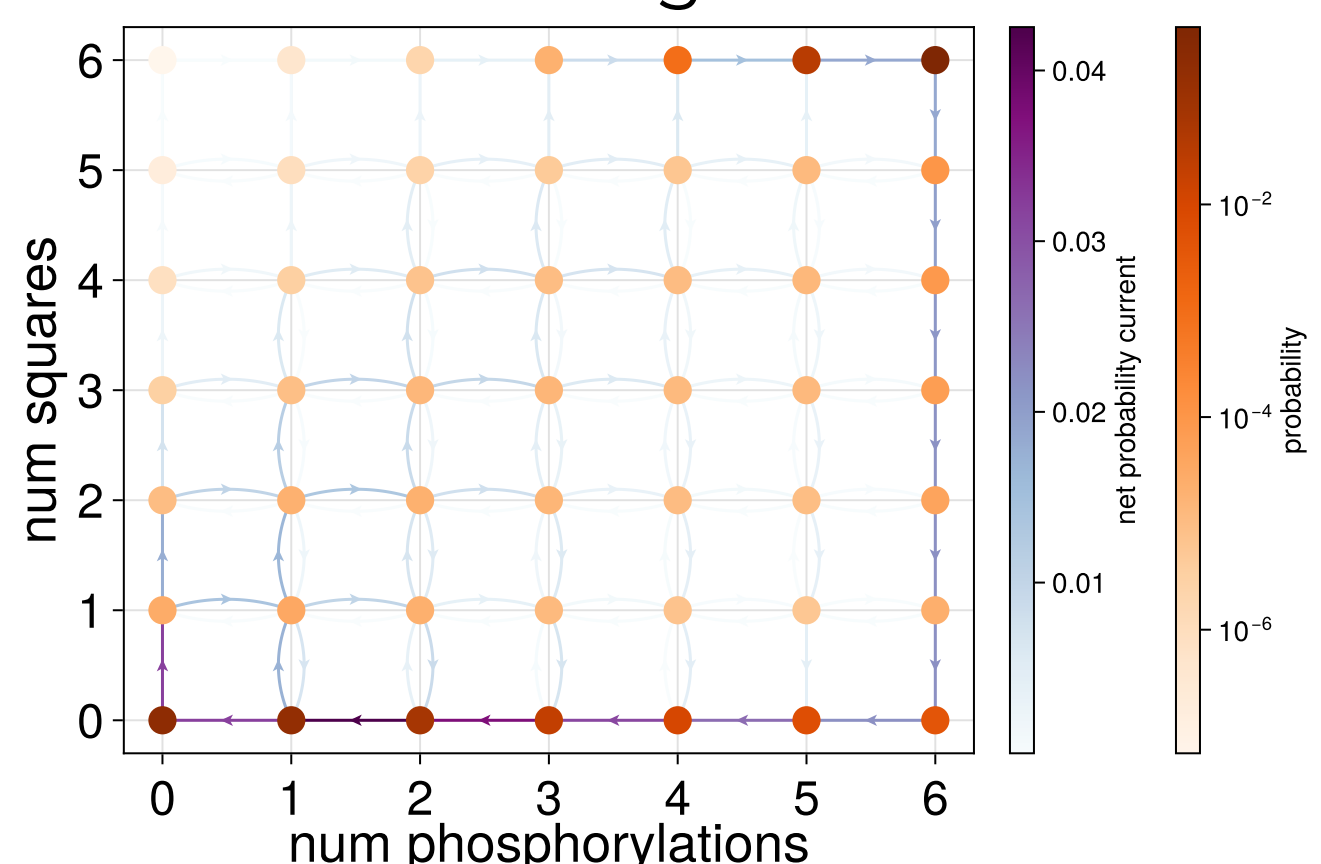 6
5
4
3
2
1
0
num squares
0 1 2 3 4 5 6
num phosphorylations
0.04
0.03
0.02
0.01
net probability current
10⁻²
10⁻⁴
10⁻⁶
probability